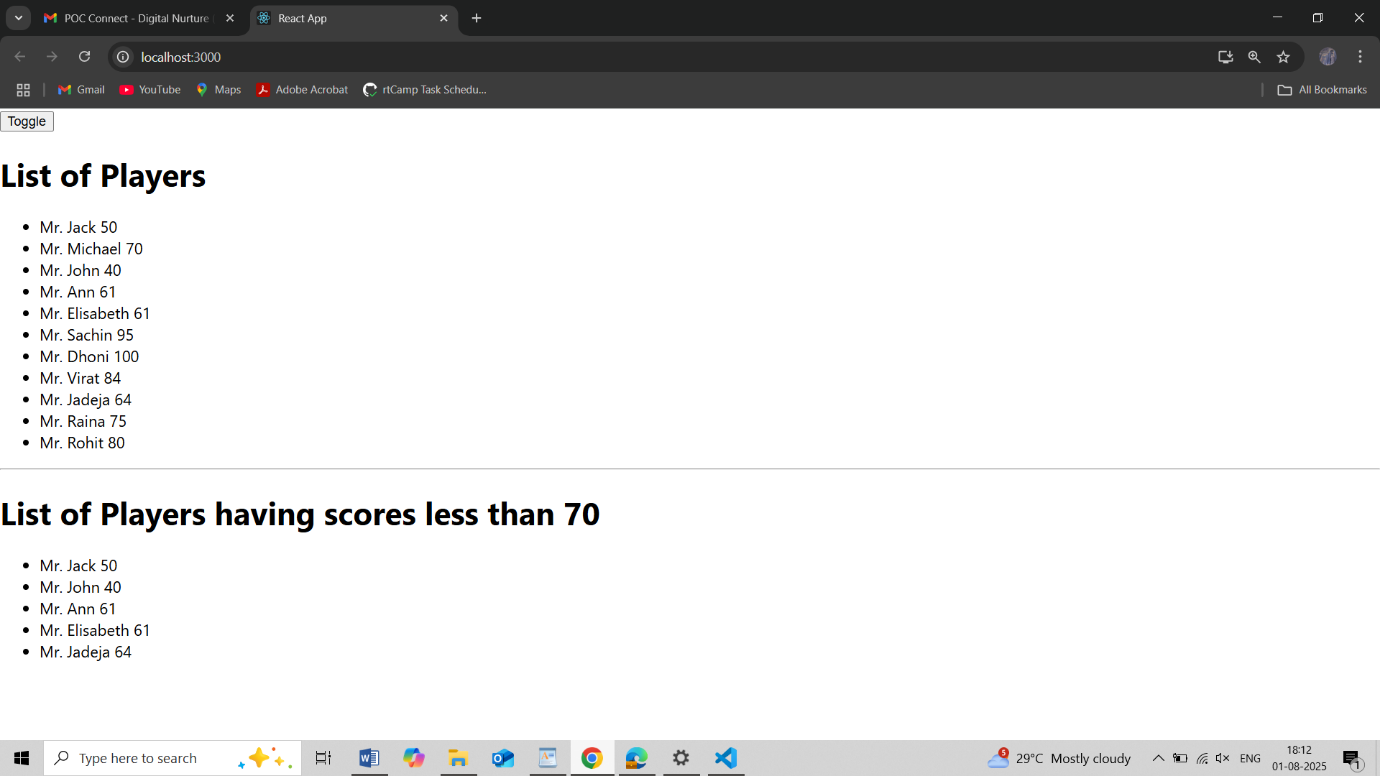 POC Connect - Digital Nurture
React App
localhost:3000
Gmail
YouTube
Maps
Adobe Acrobat
rtCamp Task Schedu...
All Bookmarks
Toggle
List of Players
Mr. Jack 50
Mr. Michael 70
Mr. John 40
Mr. Ann 61
Mr. Elisabeth 61
Mr. Sachin 95
Mr. Dhoni 100
Mr. Virat 84
Mr. Jadeja 64
Mr. Raina 75
Mr. Rohit 80
List of Players having scores less than 70
Mr. Jack 50
Mr. John 40
Mr. Ann 61
Mr. Elisabeth 61
Mr. Jadeja 64
Type here to search
5
29°C Mostly cloudy
ENG
18:12
01-08-2025
1